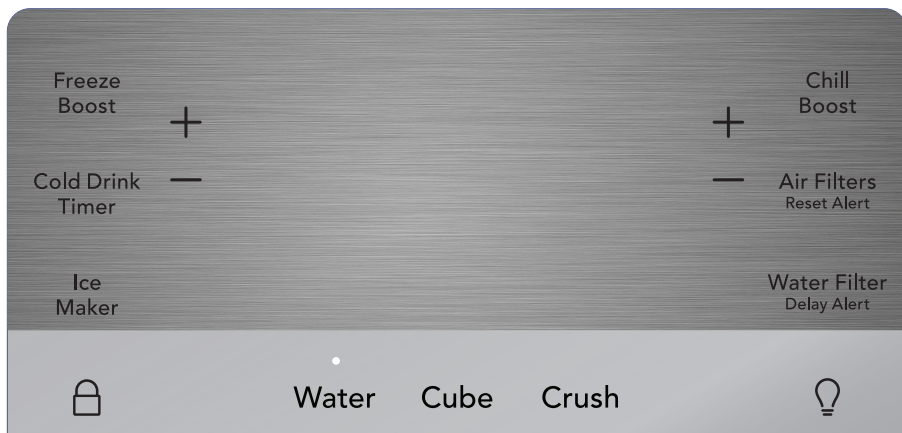 Freeze
Boost
+
−
Cold Drink
Timer
Ice
Maker
Chill
Boost
+
−
Air Filters
Reset Alert
Water Filter
Delay Alert
Water Cube Crush